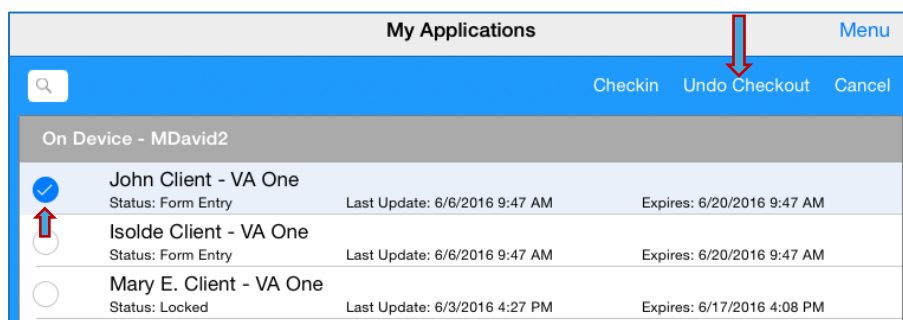 My Applications Menu
Checkin Undo Checkout Cancel
On Device - MDavid2
John Client - VA One
Status: Form Entry Last Update: 6/6/2016 9:47 AM Expires: 6/20/2016 9:47 AM
Isolde Client - VA One
Status: Form Entry Last Update: 6/6/2016 9:47 AM Expires: 6/20/2016 9:47 AM
Mary E. Client - VA One
Status: Locked Last Update: 6/3/2016 4:27 PM Expires: 6/17/2016 4:08 PM